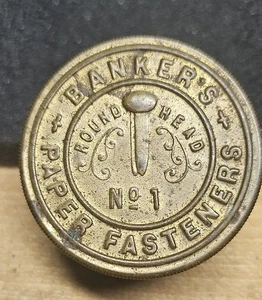 BANKER'S
ROUND HEAD
Nº 1
PAPER FASTENERS